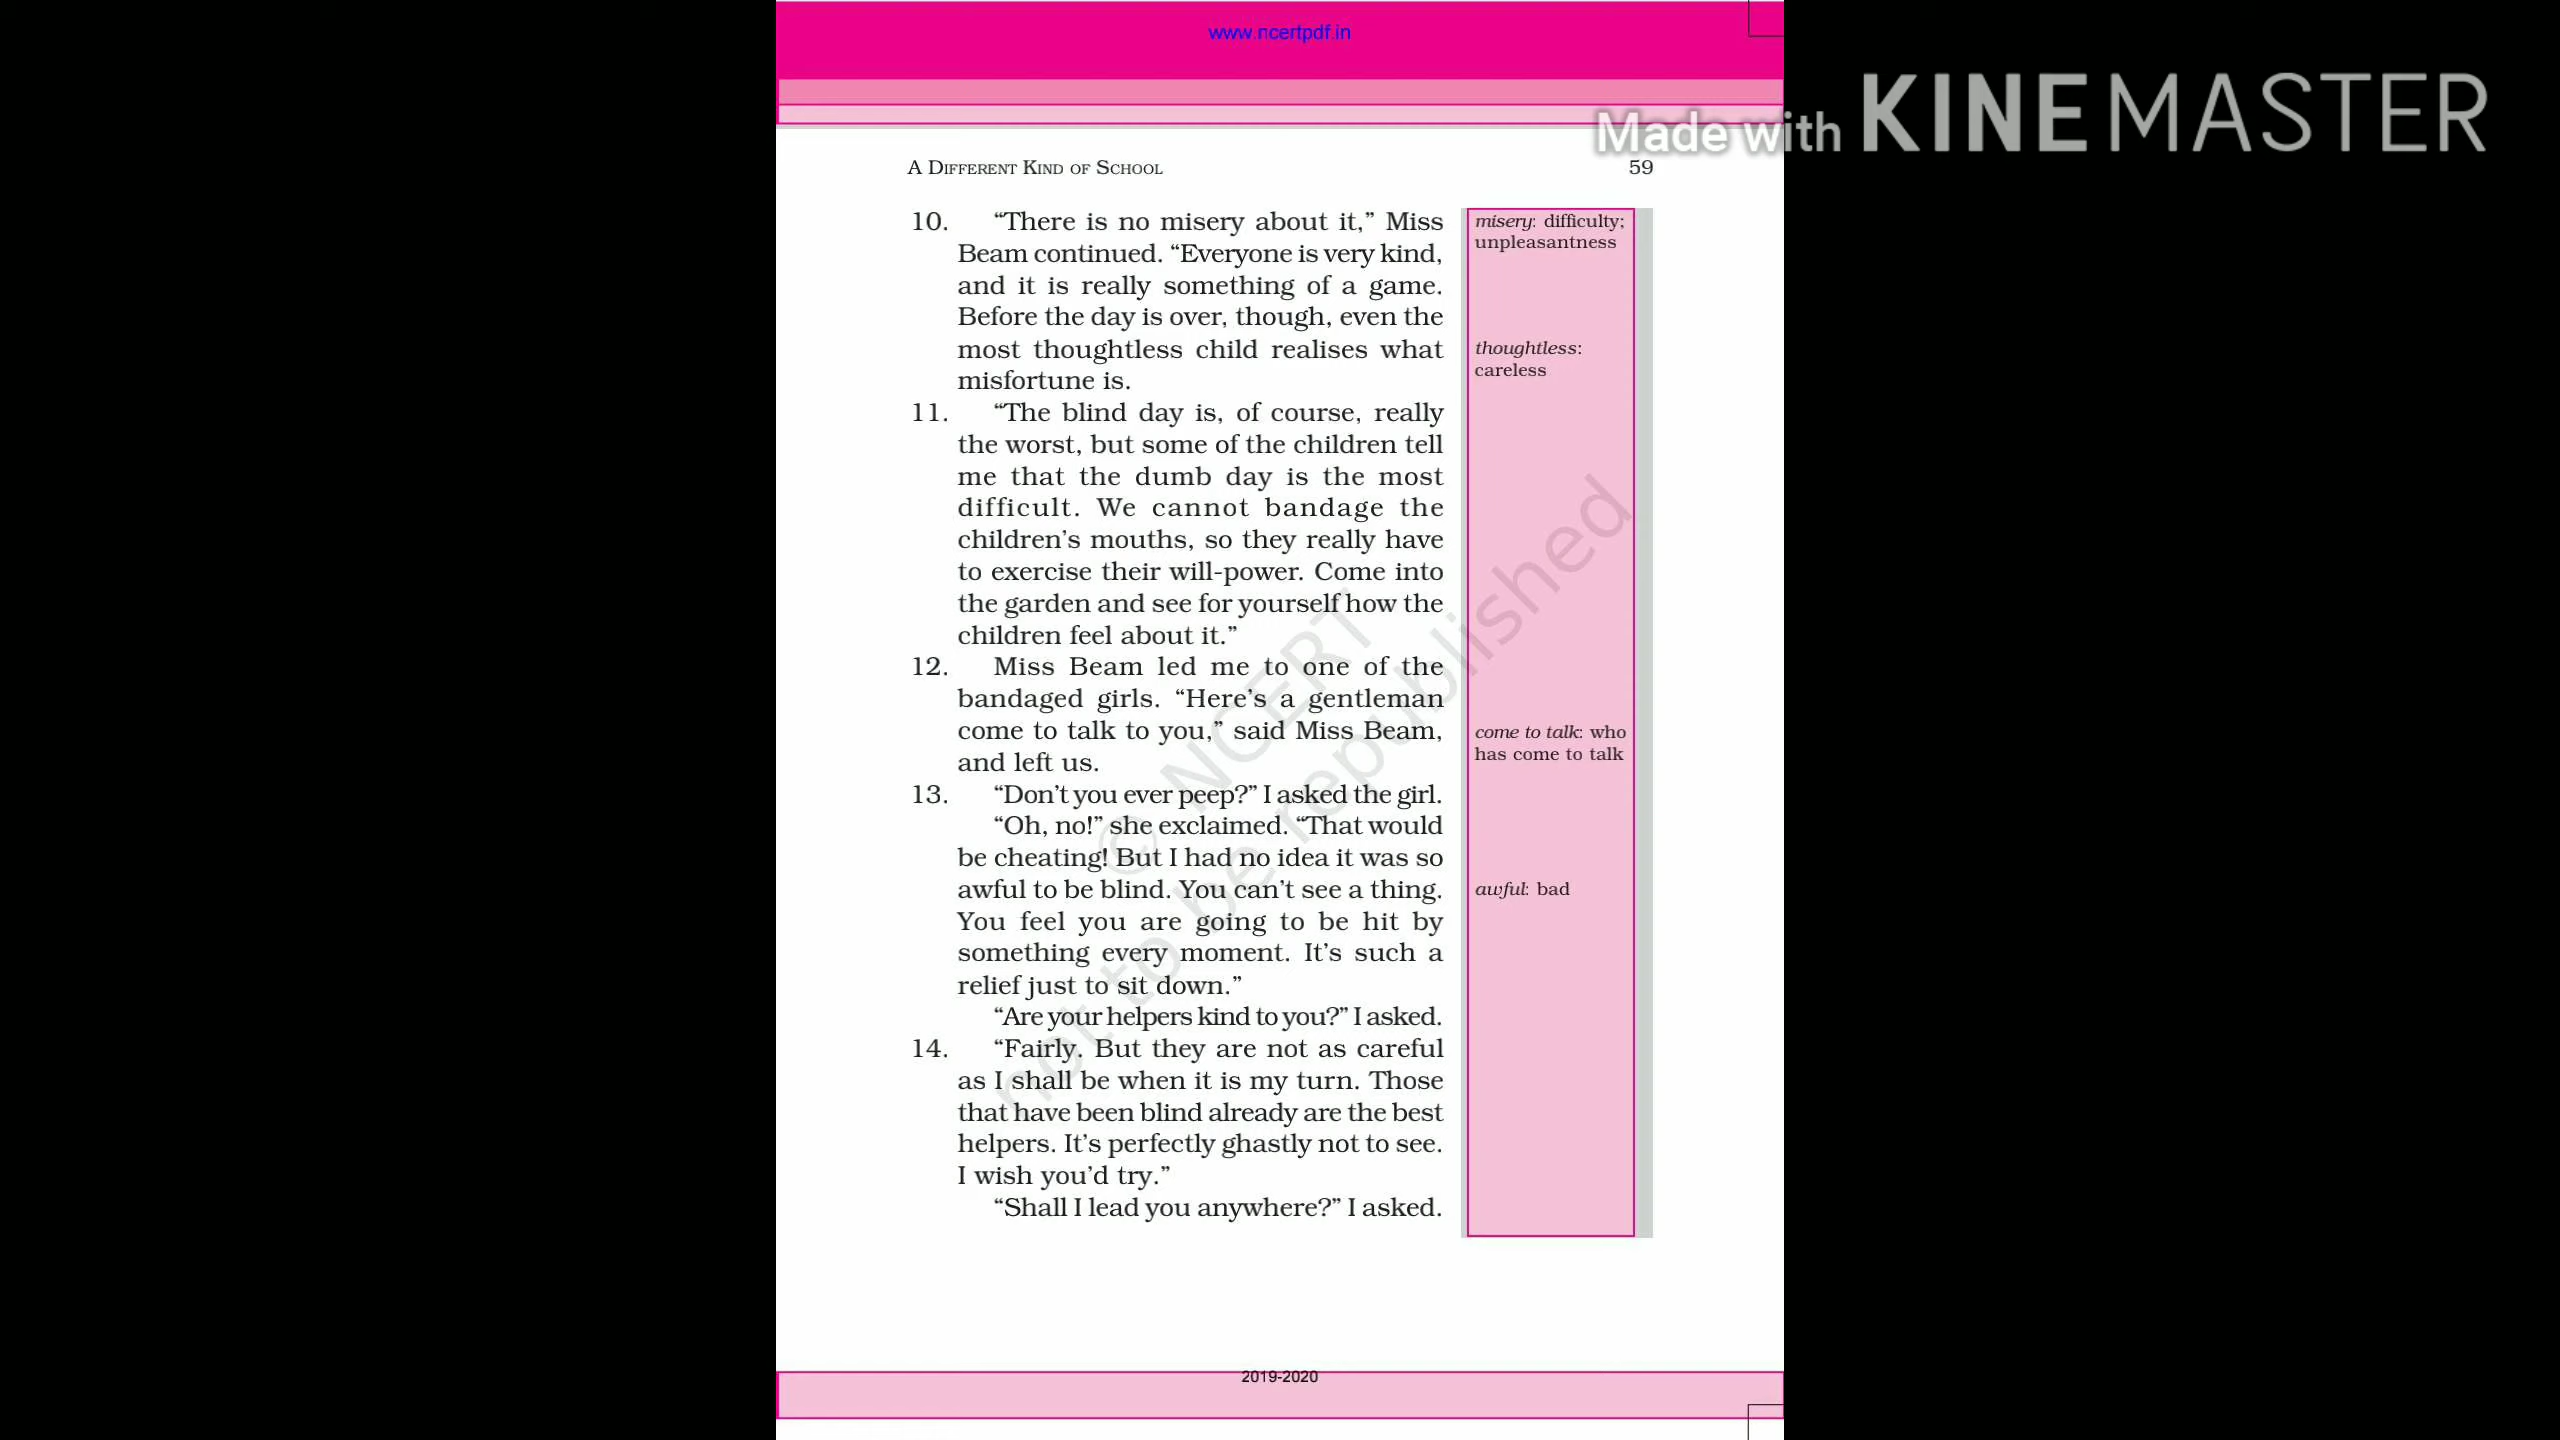 www.ncertpdf.in
Made with KINEMASTER
A DIFFERENT KIND OF SCHOOL 59
10. “There is no misery about it,” Miss
Beam continued. “Everyone is very kind,
and it is really something of a game.
Before the day is over, though, even the
most thoughtless child realises what
misfortune is.
11. “The blind day is, of course, really
the worst, but some of the children tell
me that the dumb day is the most
difficult. We cannot bandage the
children’s mouths, so they really have
to exercise their will-power. Come into
the garden and see for yourself how the
children feel about it.”
12. Miss Beam led me to one of the
bandaged girls. “Here’s a gentleman
come to talk to you,” said Miss Beam,
and left us.
13. “Don’t you ever peep?” I asked the girl.
“Oh, no!” she exclaimed. “That would
be cheating! But I had no idea it was so
awful to be blind. You can’t see a thing.
You feel you are going to be hit by
something every moment. It’s such a
relief just to sit down.”
“Are your helpers kind to you?” I asked.
14. “Fairly. But they are not as careful
as I shall be when it is my turn. Those
that have been blind already are the best
helpers. It’s perfectly ghastly not to see.
I wish you’d try.”
“Shall I lead you anywhere?” I asked.
misery: difficulty;
unpleasantness
thoughtless:
careless
come to talk: who
has come to talk
awful: bad
© NCERT
not to be republished
2019-2020